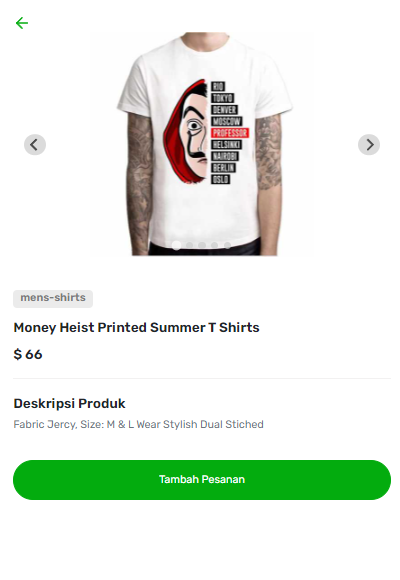 RIO
TOKYO
DENVER
MOSCOW
PROFESSOR
HELSINKI
NAIROBI
BERLIN
OSLO
mens-shirts
Money Heist Printed Summer T Shirts
$ 66
Deskripsi Produk
Fabric Jercy, Size: M & L Wear Stylish Dual Stiched
Tambah Pesanan